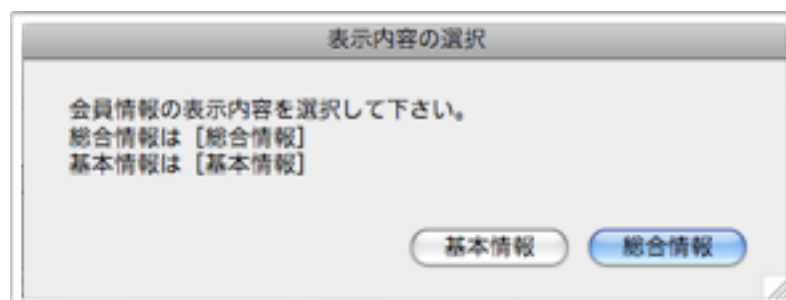 表示内容の選択
会員情報の表示内容を選択して下さい。
総合情報は［総合情報］
基本情報は［基本情報］
基本情報
総合情報